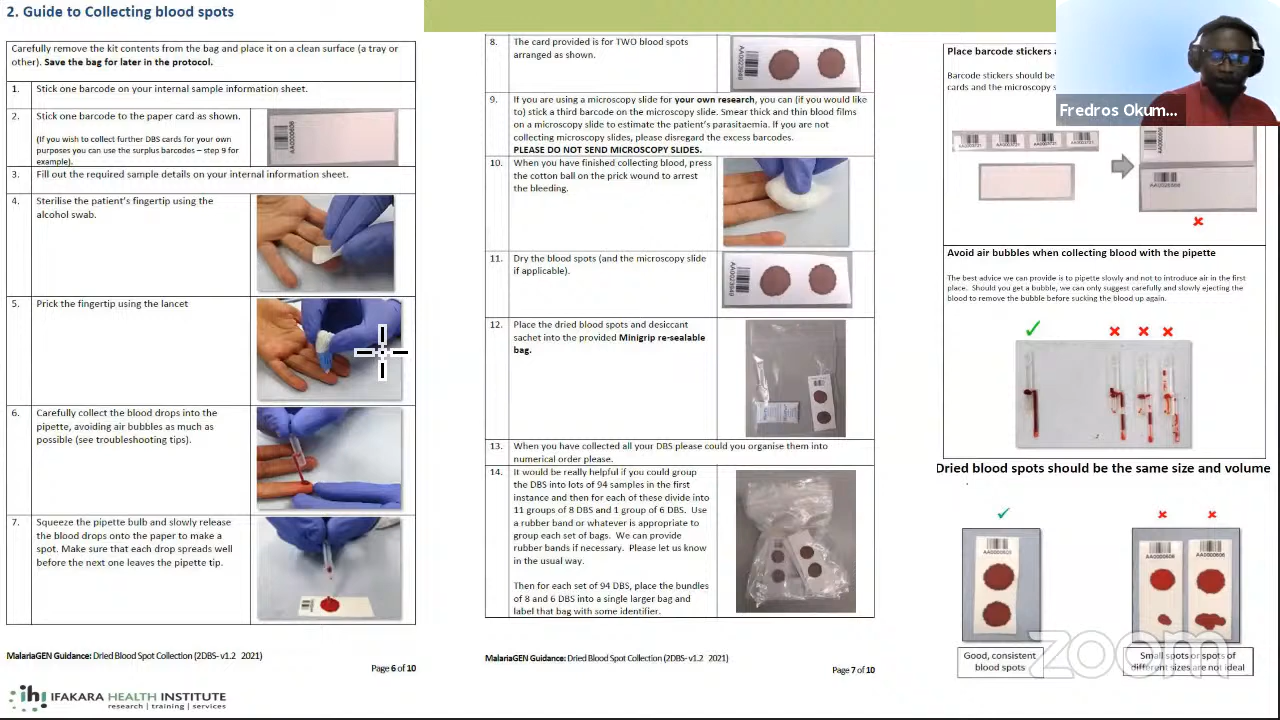 2. Guide to Collecting blood spots
Carefully remove the kit contents from the bag and place it on a clean surface (a tray or
other). Save the bag for later in the protocol.
1. Stick one barcode on your internal sample information sheet.
2. Stick one barcode to the paper card as shown.
(If you wish to collect further DBS cards for your own
purposes you can use the surplus barcodes – step 9 for
example).
AA0000608
3. Fill out the required sample details on your internal information sheet.
4. Sterilise the patient's fingertip using the
alcohol swab.
5. Prick the fingertip using the lancet
6. Carefully collect the blood drops into the
pipette, avoiding air bubbles as much as
possible (see troubleshooting tips).
7. Squeeze the pipette bulb and slowly release
the blood drops onto the paper to make a
spot. Make sure that each drop spreads well
before the next one leaves the pipette tip.
MalariaGEN Guidance: Dried Blood Spot Collection (2DBS- v1.2 2021)
Page 6 of 10
IFAKARA HEALTH INSTITUTE
research | training | services
8. The card provided is for TWO blood spots
arranged as shown.
AA0023949
9. If you are using a microscopy slide for your own research, you can (if you would like
to) stick a third barcode on the microscopy slide. Smear thick and thin blood films
on a microscopy slide to estimate the patient's parasitaemia. If you are not
collecting microscopy slides, please disregard the excess barcodes.
PLEASE DO NOT SEND MICROSCOPY SLIDES.
10. When you have finished collecting blood, press
the cotton ball on the prick wound to arrest
the bleeding.
11. Dry the blood spots (and the microscopy slide
if applicable).
AA0023949
12. Place the dried blood spots and desiccant
sachet into the provided Minigrip re-sealable
bag.
13. When you have collected all your DBS please could you organise them into
numerical order please.
14. It would be really helpful if you could group
the DBS into lots of 94 samples in the first
instance and then for each of these divide into
11 groups of 8 DBS and 1 group of 6 DBS. Use
a rubber band or whatever is appropriate to
group each set of bags. We can provide
rubber bands if necessary. Please let us know
in the usual way.
Then for each set of 94 DBS, place the bundles
of 8 and 6 DBS into a single larger bag and
label that bag with some identifier.
MalariaGEN Guidance: Dried Blood Spot Collection (2DBS- v1.2 2021)
Page 7 of 10
Place barcode stickers
Barcode stickers should be
cards and the microscopy
Fredros Okum...
Avoid air bubbles when collecting blood with the pipette
The best advice we can provide is to pipette slowly and not to introduce air in the first
place. Should you get a bubble, we can only suggest carefully and slowly ejecting the
blood to remove the bubble before sucking the blood up again.
Dried blood spots should be the same size and volume
Good, consistent
blood spots
Small spots or spots of
different sizes are not ideal
zoom